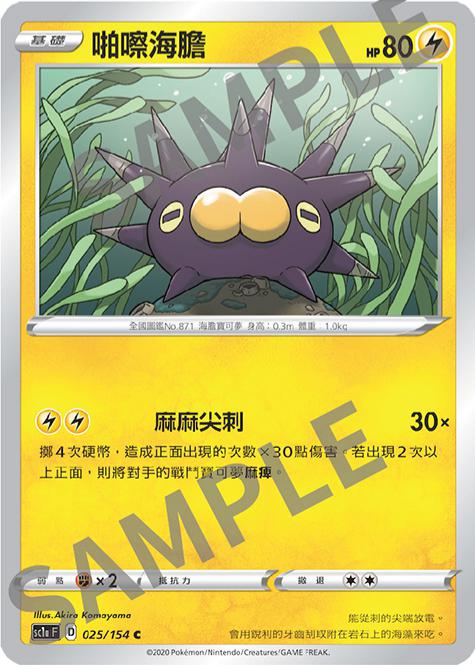 基礎 啪嚓海膽 HP80
SAMPLE
全國圖鑑No.871 海膽寶可夢 身高：0.3m 體重：1.0kg
麻麻尖刺 30×
擲4次硬幣，造成正面出現的次數×30點傷害。若出現2次以
上正面，則將對手的戰鬥寶可夢麻痺。
SAMPLE
弱點 ×2 抵抗力 撤退
Illus.Akira Komayama
能從刺的尖端放電。
sc1a F D 025/154 C
會用銳利的牙齒刮取附在岩石上的海藻來吃。
©2020 Pokémon/Nintendo/Creatures/GAME FREAK.